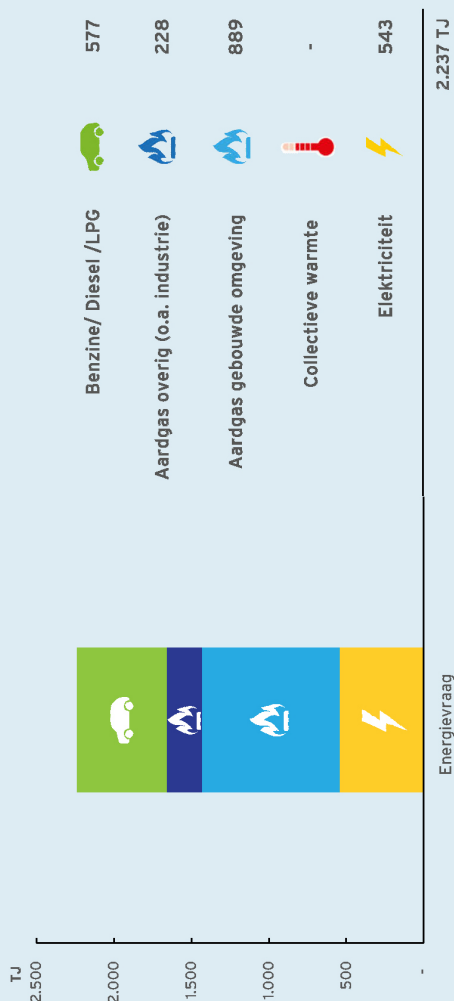 TJ
2.500
2.000
1.500
1.000
500
-
Energievraag
Benzine/ Diesel /LPG 577
Aardgas overig (o.a. industrie) 228
Aardgas gebouwde omgeving 889
Collectieve warmte -
Elektriciteit 543
2.237 TJ